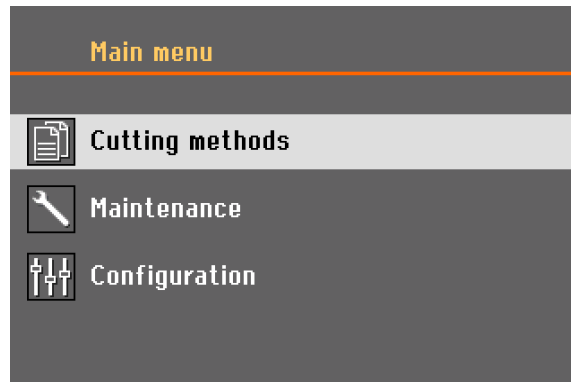 Main menu
Cutting methods
Maintenance
Configuration